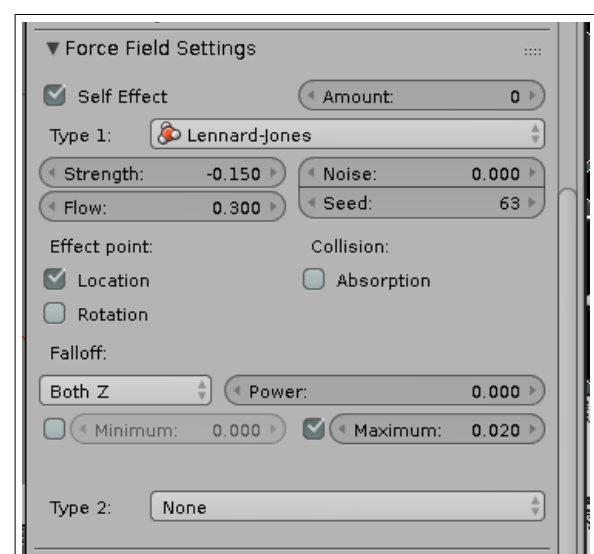 Force Field Settings
Self Effect
Amount: 0
Type 1: Lennard-Jones
Strength: -0.150
Noise: 0.000
Flow: 0.300
Seed: 63
Effect point:
Collision:
Location
Absorption
Rotation
Falloff:
Both Z
Power: 0.000
Minimum: 0.000
Maximum: 0.020
Type 2: None